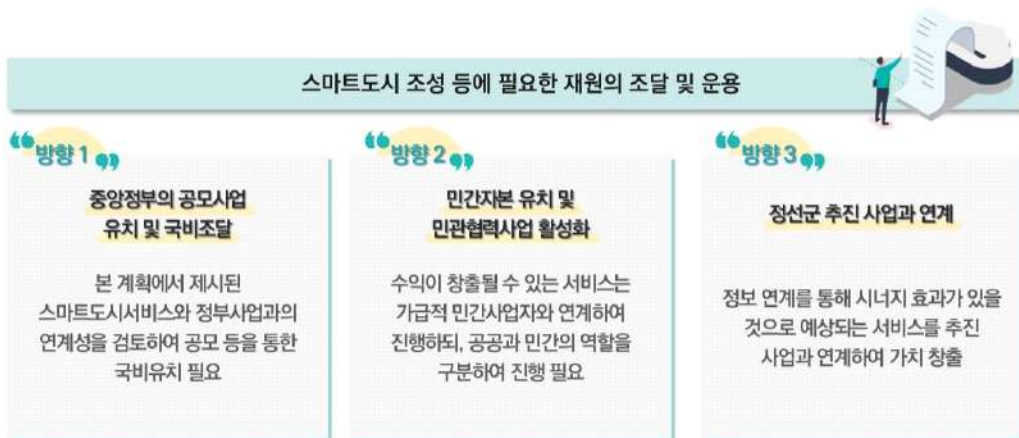 스마트도시 조성 등에 필요한 재원의 조달 및 운용
방향 1
중앙정부의 공모사업
유치 및 국비조달
본 계획에서 제시된
스마트도시서비스와 정부사업과의
연계성을 검토하여 공모 등을 통한
국비유치 필요
방향 2
민간자본 유치 및
민관협력사업 활성화
수익이 창출될 수 있는 서비스는
가급적 민간사업자와 연계하여
진행하되, 공공과 민간의 역할을
구분하여 진행 필요
방향 3
정선군 추진 사업과 연계
정보 연계를 통해 시너지 효과가 있을
것으로 예상되는 서비스를 추진
사업과 연계하여 가치 창출